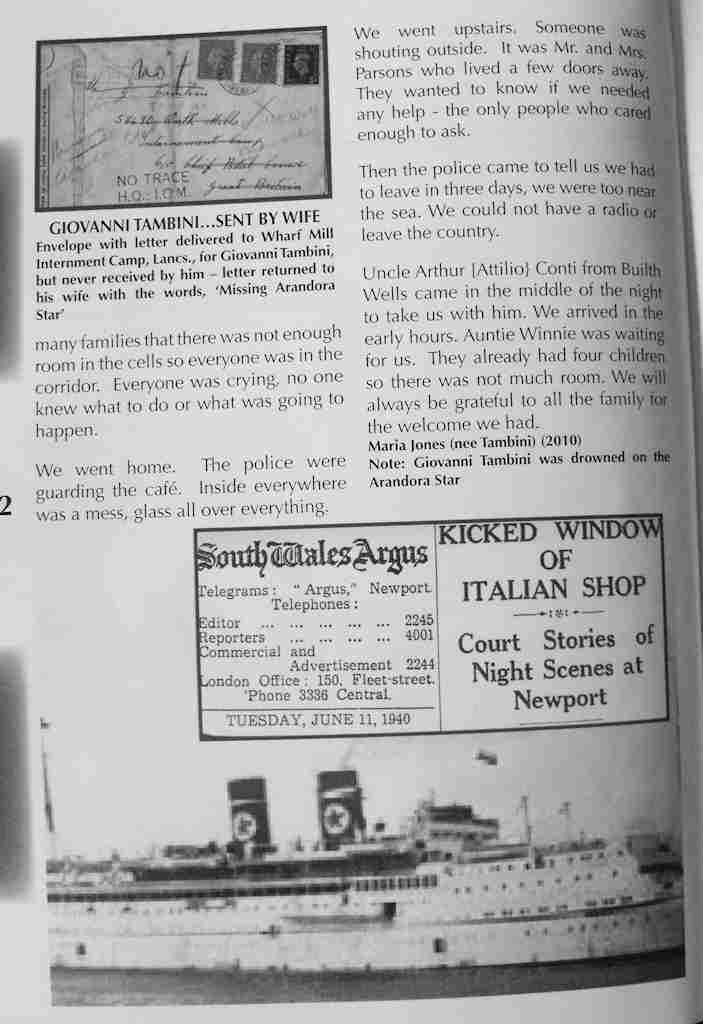 NO TRACE
H.Q.: I.O.M.
Great Britain
GIOVANNI TAMBINI...SENT BY WIFE
Envelope with letter delivered to Wharf Mill
Internment Camp, Lancs., for Giovanni Tambini,
but never received by him – letter returned to
his wife with the words, ‘Missing Arandora
Star’
many families that there was not enough
room in the cells so everyone was in the
corridor. Everyone was crying, no one
knew what to do or what was going to
happen.
We went home. The police were
guarding the café. Inside everywhere
was a mess, glass all over everything.
2
We went upstairs. Someone was
shouting outside. It was Mr. and Mrs.
Parsons who lived a few doors away.
They wanted to know if we needed
any help - the only people who cared
enough to ask.
Then the police came to tell us we had
to leave in three days, we were too near
the sea. We could not have a radio or
leave the country.
Uncle Arthur [Attilio} Conti from Builth
Wells came in the middle of the night
to take us with him. We arrived in the
early hours. Auntie Winnie was waiting
for us. They already had four children
so there was not much room. We will
always be grateful to all the family for
the welcome we had.
Maria Jones (nee Tambini) (2010)
Note: Giovanni Tambini was drowned on the
Arandora Star
South Wales Argus
Telegrams: "Argus," Newport.
Telephones:
Editor ... ... ... ... ... 2245
Reporters ... ... ... ... 4001
Commercial and
Advertisement 2244
London Office: 150, Fleet-street.
'Phone 3336 Central.
TUESDAY, JUNE 11, 1940
KICKED WINDOW
OF
ITALIAN SHOP
Court Stories of
Night Scenes at
Newport